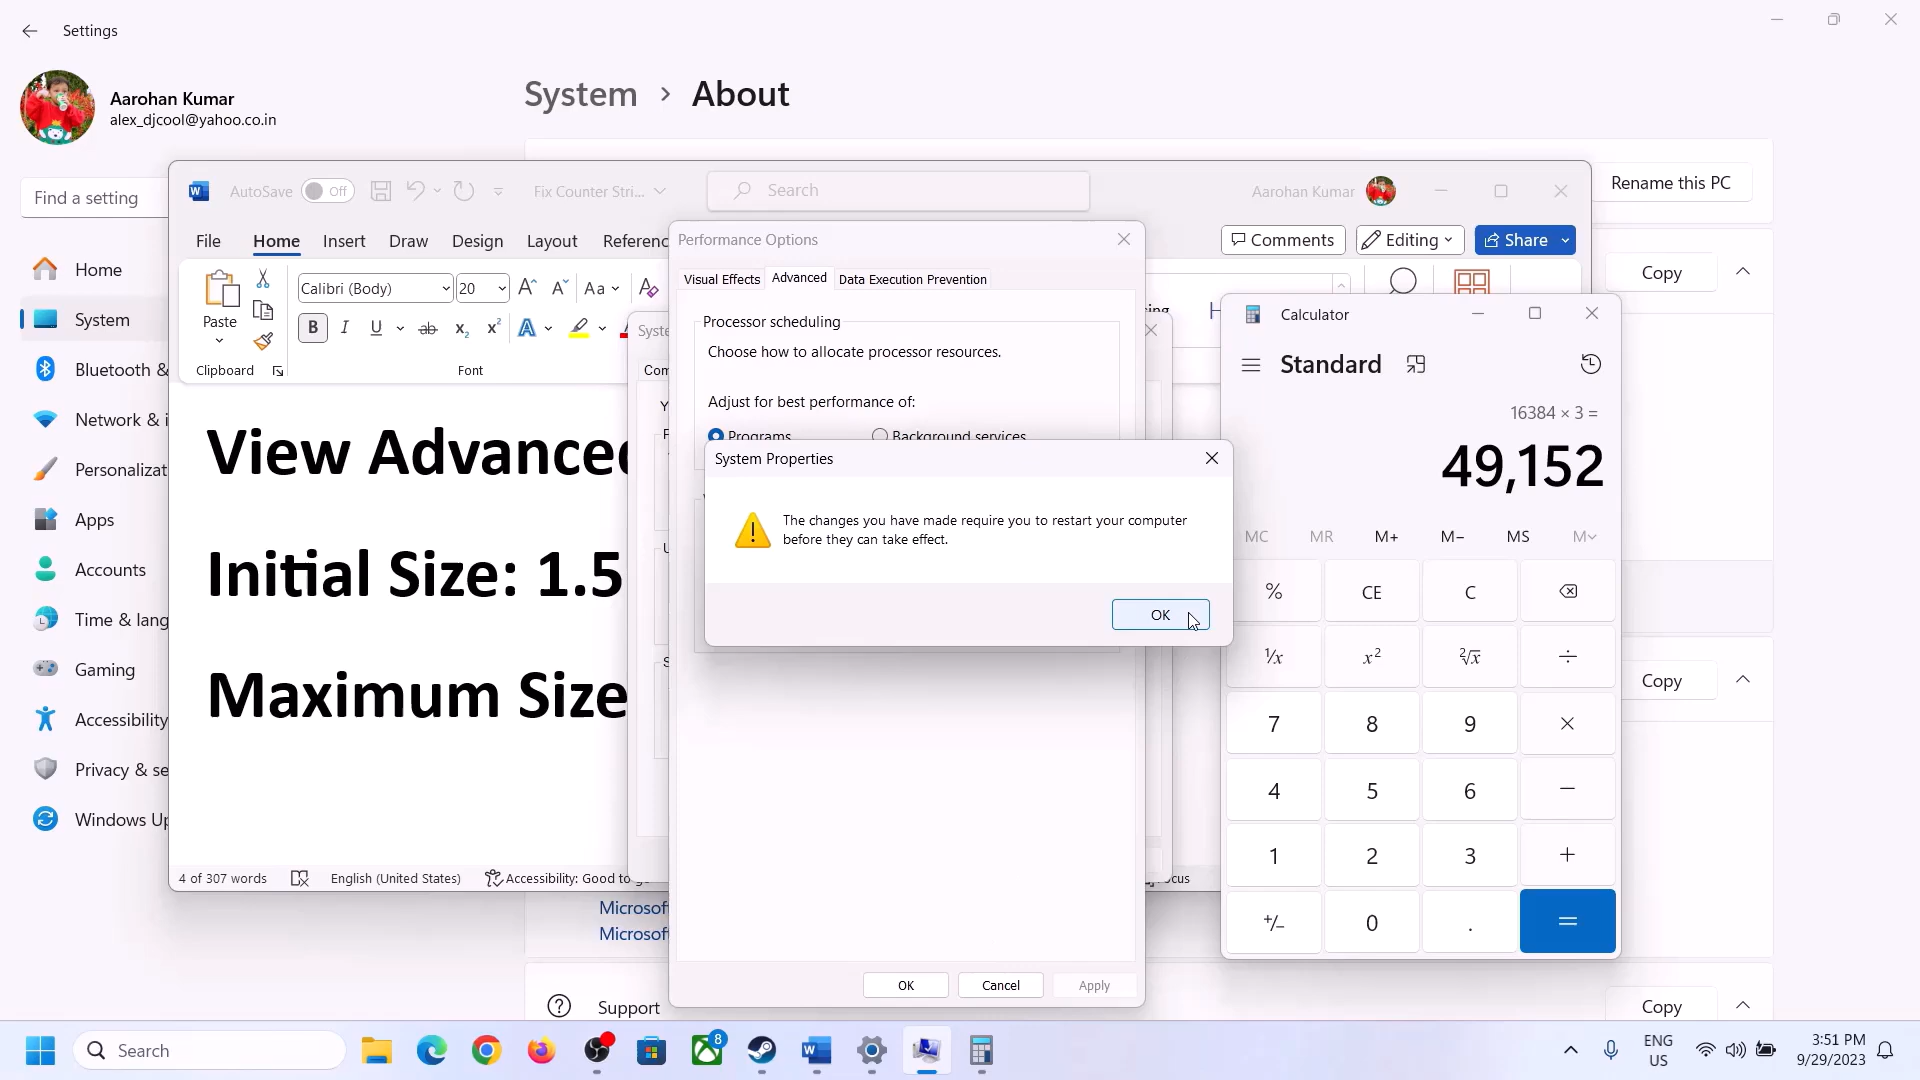 Settings
Aarohan Kumar
alex_djcool@yahoo.co.in
System > About
Find a setting
Rename this PC
Home
System
Bluetooth &
Network & i
Personalizat
Apps
Accounts
Time & lang
Gaming
Accessibility
Privacy & se
Windows Up
AutoSave Off
Fix Counter Stri...
Search
Aarohan Kumar
File Home Insert Draw Design Layout Referenc
Comments Editing Share
Paste
Calibri (Body) 20
Clipboard
Font
View Advanced
Initial Size: 1.5
Maximum Size
4 of 307 words English (United States) Accessibility: Good to
Performance Options
Visual Effects Advanced Data Execution Prevention
Processor scheduling
Choose how to allocate processor resources.
Adjust for best performance of:
Programs Background services
System Properties
The changes you have made require you to restart your computer
before they can take effect.
OK
OK Cancel Apply
Copy
Calculator
Standard
16384 × 3 =
49,152
MC MR M+ M− MS M
% CE C
⅟x x² ²√x ÷
7 8 9 ×
4 5 6 −
1 2 3 +
+/− 0 . =
Copy
Microsof
Microsof
Support
Copy
Search
8
ENG
US
3:51 PM
9/29/2023